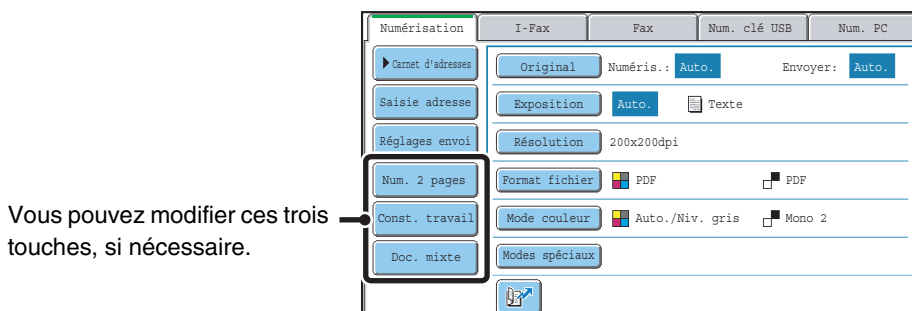 Numérisation I-Fax Fax Num. clé USB Num. PC
Carnet d'adresses Original Numéris.: Auto. Envoyer: Auto.
Saisie adresse Exposition Auto. Texte
Réglages envoi Résolution 200x200dpi
Num. 2 pages Format fichier PDF PDF
Const. travail Mode couleur Auto./Niv. gris Mono 2
Doc. mixte Modes spéciaux
Vous pouvez modifier ces trois
touches, si nécessaire.